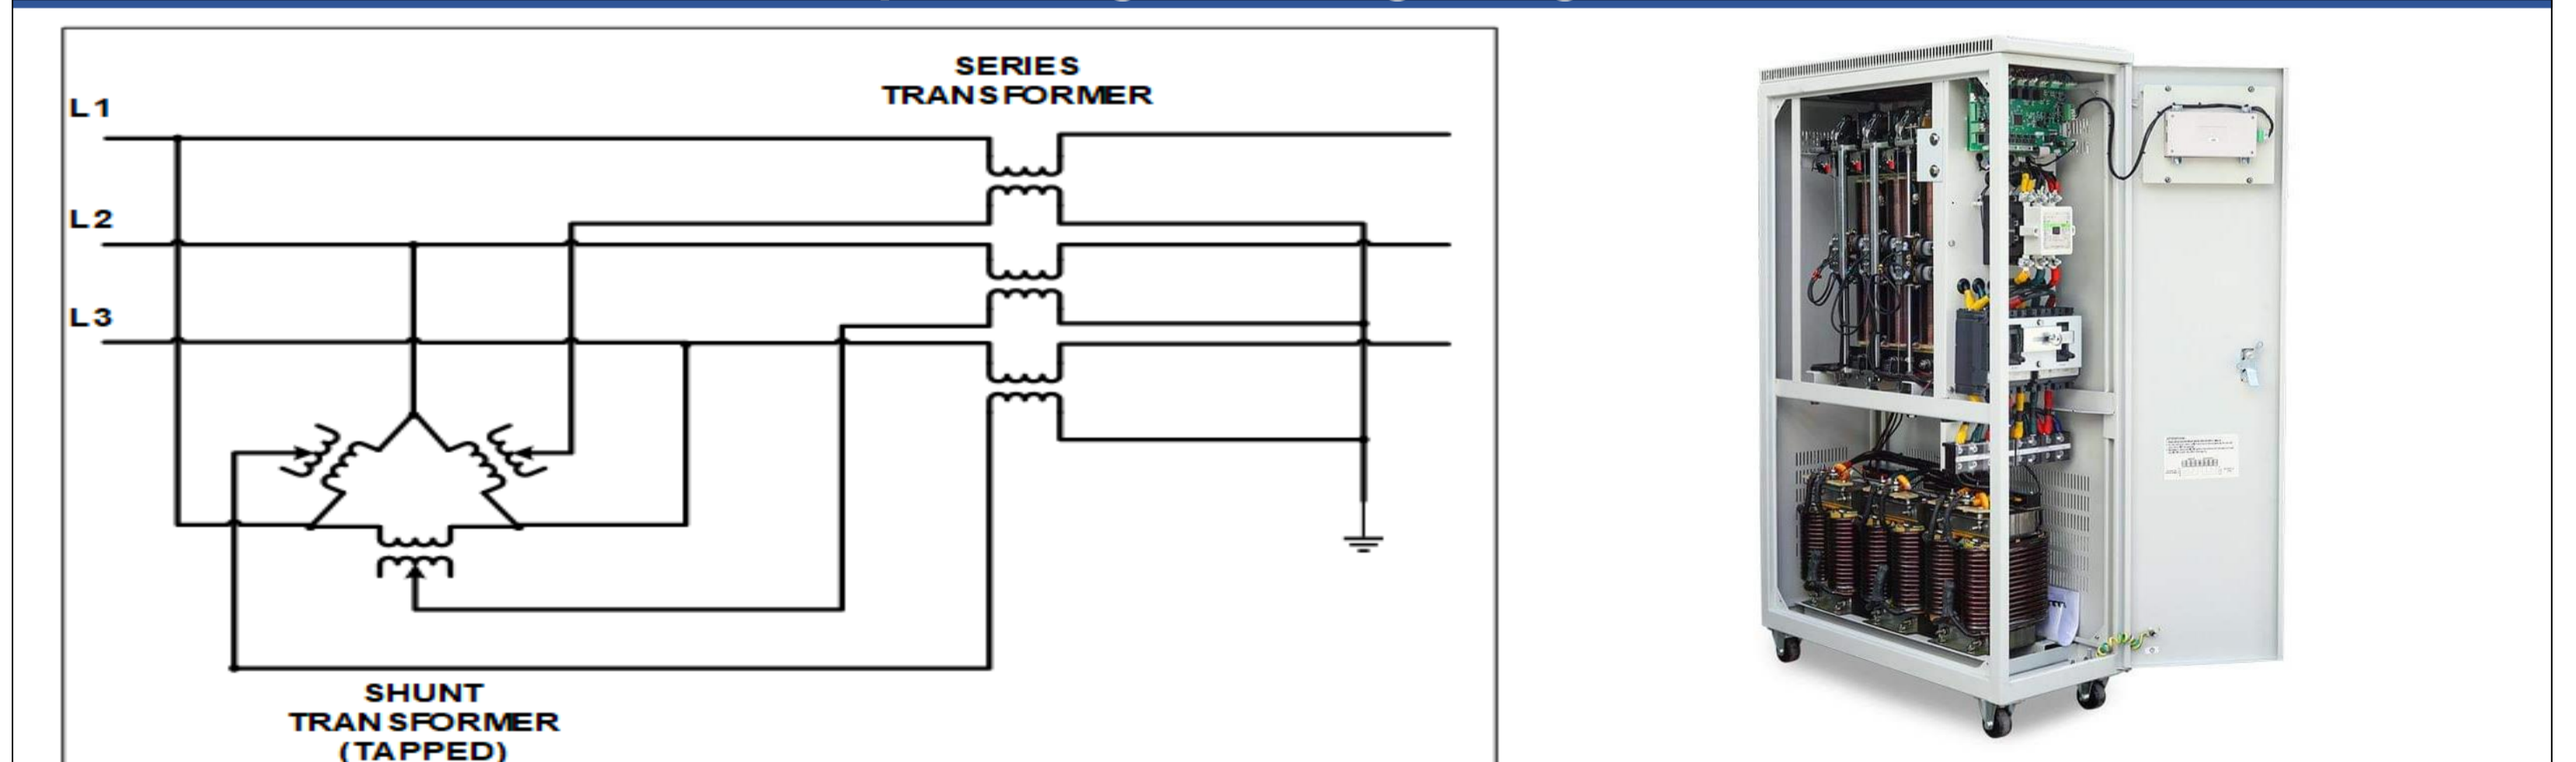 SERIES
TRANSFORMER
L1
L2
L3
SHUNT
TRANSFORMER
(TAPPED)